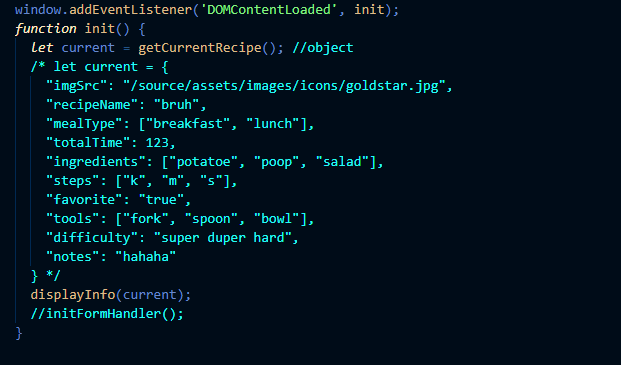 window.addEventListener('DOMContentLoaded', init);
function init() {
let current = getCurrentRecipe(); //object
/* let current = {
"imgSrc": "/source/assets/images/icons/goldstar.jpg",
"recipeName": "bruh",
"mealType": ["breakfast", "lunch"],
"totalTime": 123,
"ingredients": ["potatoe", "poop", "salad"],
"steps": ["k", "m", "s"],
"favorite": "true",
"tools": ["fork", "spoon", "bowl"],
"difficulty": "super duper hard",
"notes": "hahaha"
} */
displayInfo(current);
//initFormHandler();
}